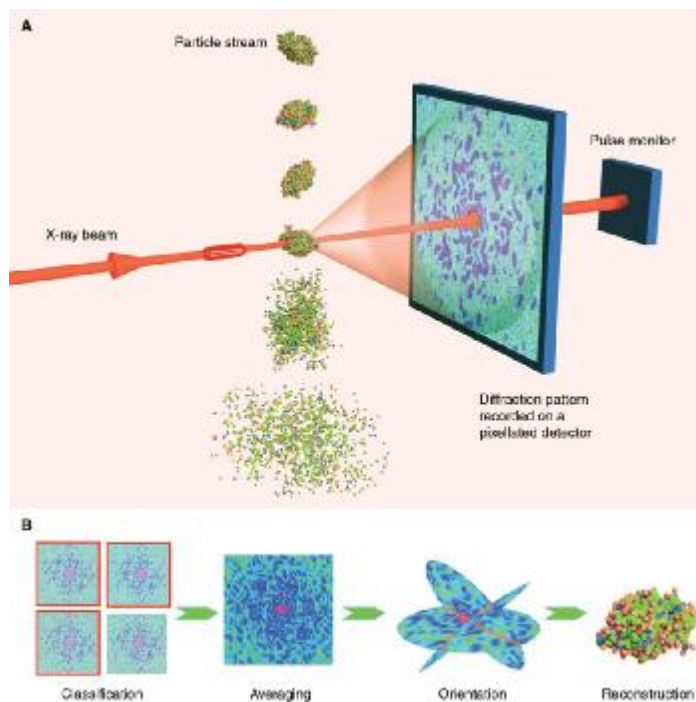 A
Particle stream
Pulse monitor
X-ray beam
Diffraction pattern
recorded on a
pixellated detector
B
Classification
Averaging
Orientation
Reconstruction